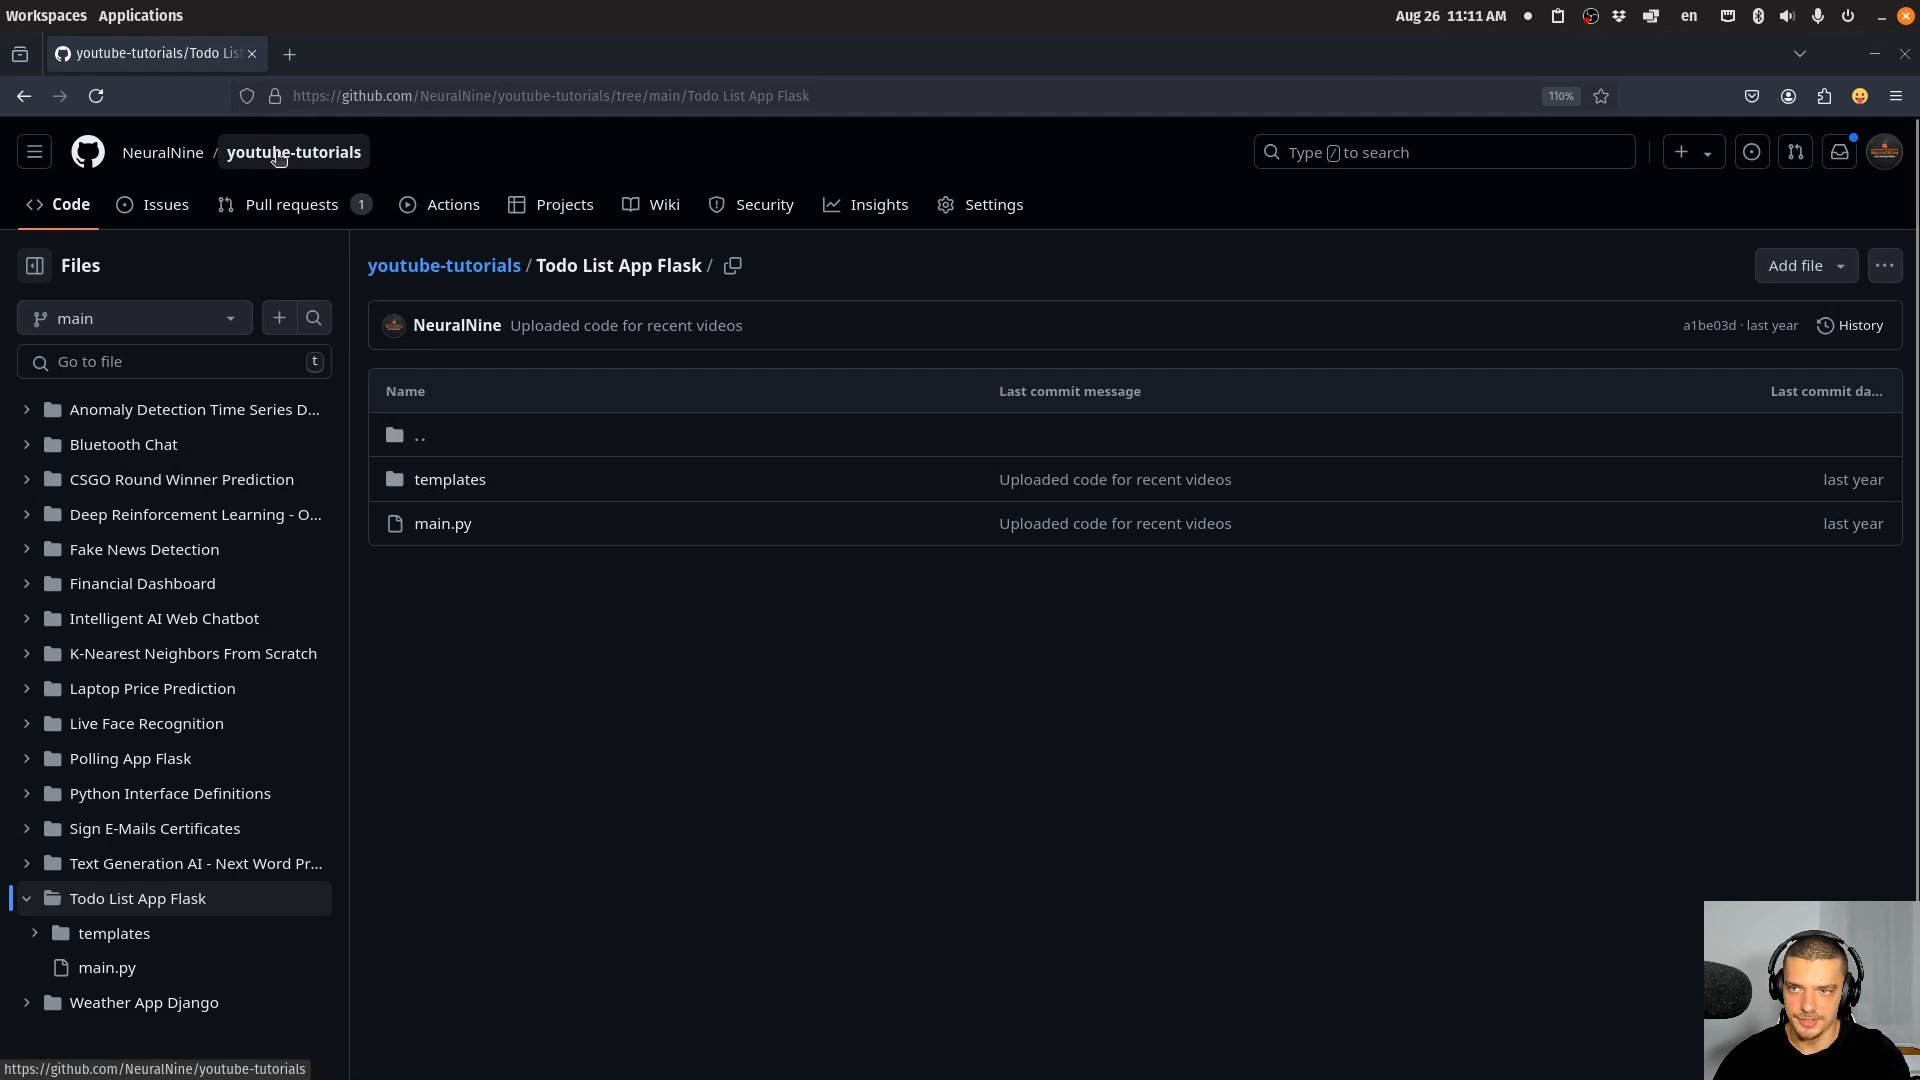 Workspaces Applications Aug 26 11:11 AM en
youtube-tutorials/Todo Lis
https://github.com/NeuralNine/youtube-tutorials/tree/main/Todo List App Flask 110%
NeuralNine / youtube-tutorials Type / to search
Code Issues Pull requests 1 Actions Projects Wiki Security Insights Settings
Files
main
Go to file t
Anomaly Detection Time Series D...
Bluetooth Chat
CSGO Round Winner Prediction
Deep Reinforcement Learning - O...
Fake News Detection
Financial Dashboard
Intelligent AI Web Chatbot
K-Nearest Neighbors From Scratch
Laptop Price Prediction
Live Face Recognition
Polling App Flask
Python Interface Definitions
Sign E-Mails Certificates
Text Generation AI - Next Word Pr...
Todo List App Flask
templates
main.py
Weather App Django
youtube-tutorials / Todo List App Flask / Add file
NeuralNine Uploaded code for recent videos a1be03d · last year History
Name Last commit message Last commit da...
..
templates Uploaded code for recent videos last year
main.py Uploaded code for recent videos last year
https://github.com/NeuralNine/youtube-tutorials